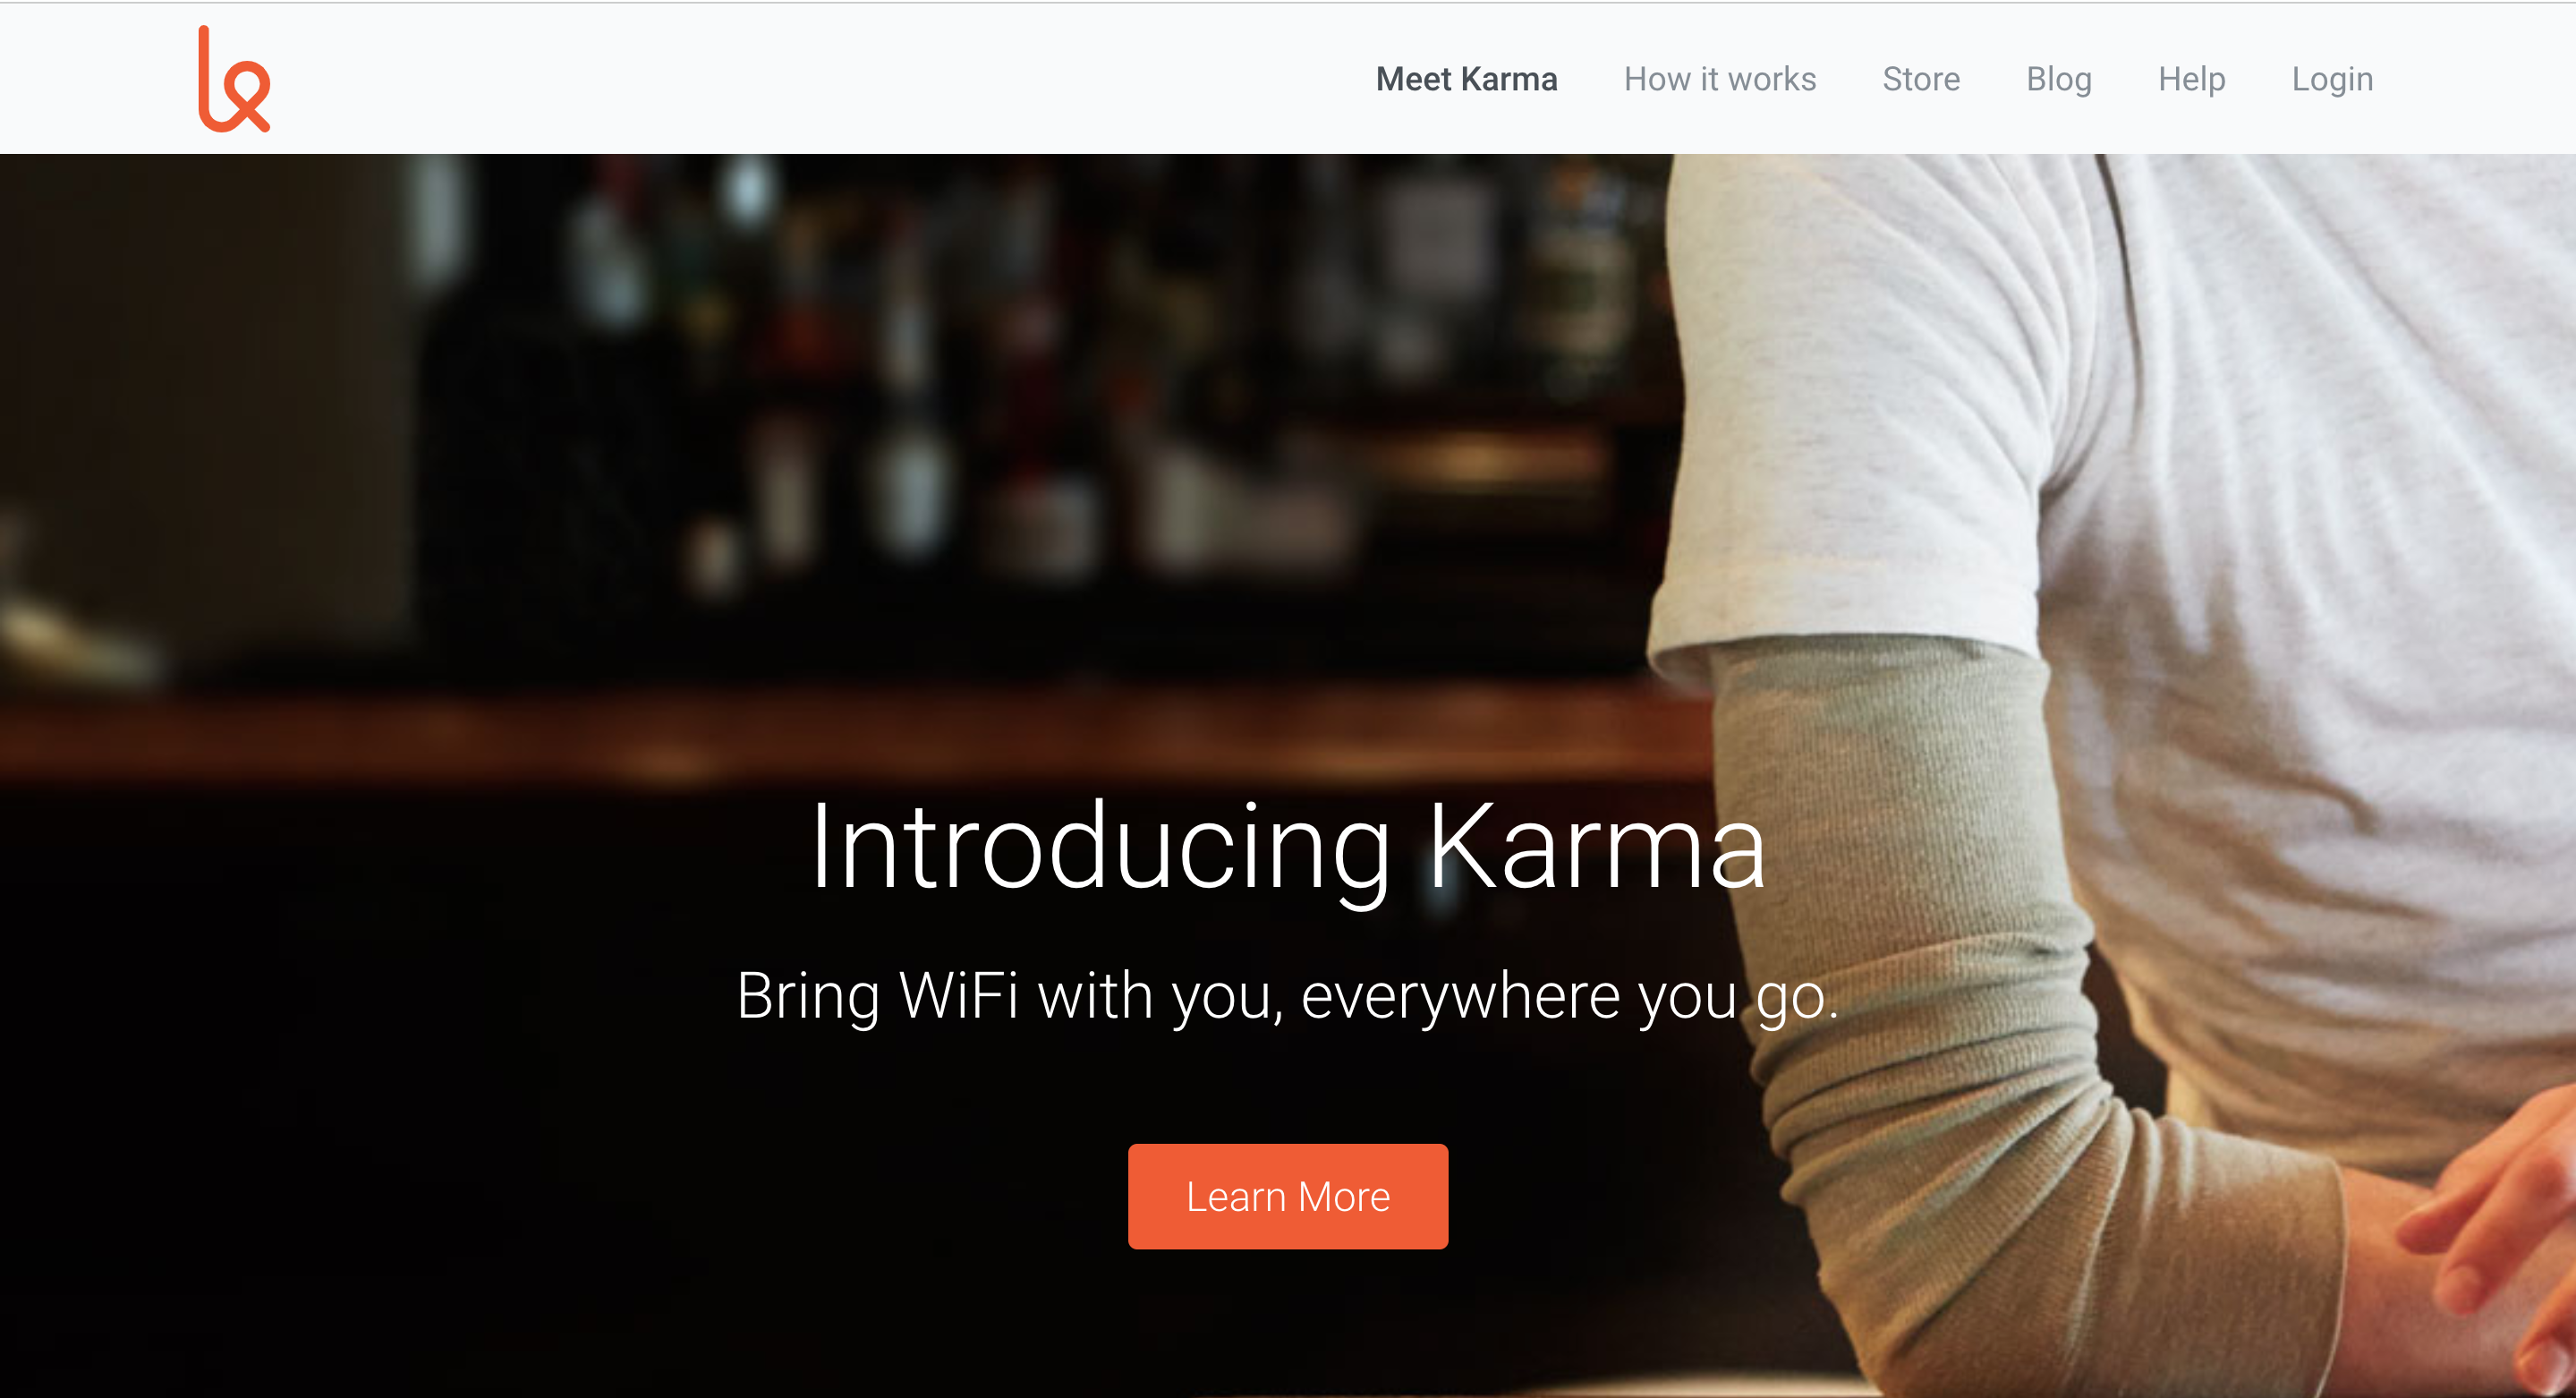 Meet Karma How it works Store Blog Help Login
Introducing Karma
Bring WiFi with you, everywhere you go.
Learn More